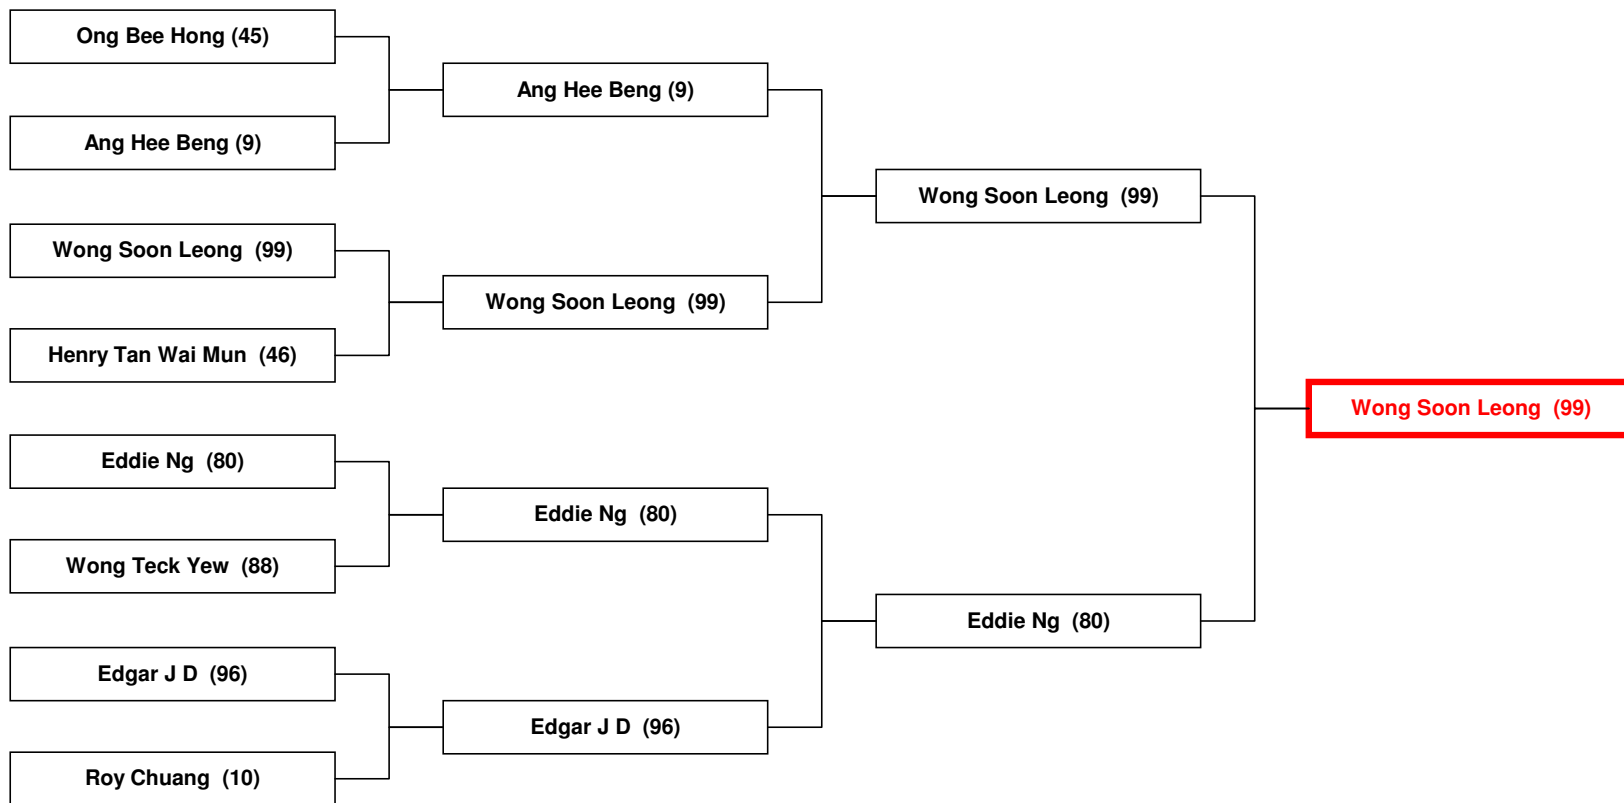 Ong Bee Hong (45)
Ang Hee Beng (9)
Ang Hee Beng (9)
Wong Soon Leong (99)
Wong Soon Leong (99)
Wong Soon Leong (99)
Henry Tan Wai Mun (46)
Wong Soon Leong (99)
Eddie Ng (80)
Eddie Ng (80)
Wong Teck Yew (88)
Eddie Ng (80)
Edgar J D (96)
Edgar J D (96)
Roy Chuang (10)